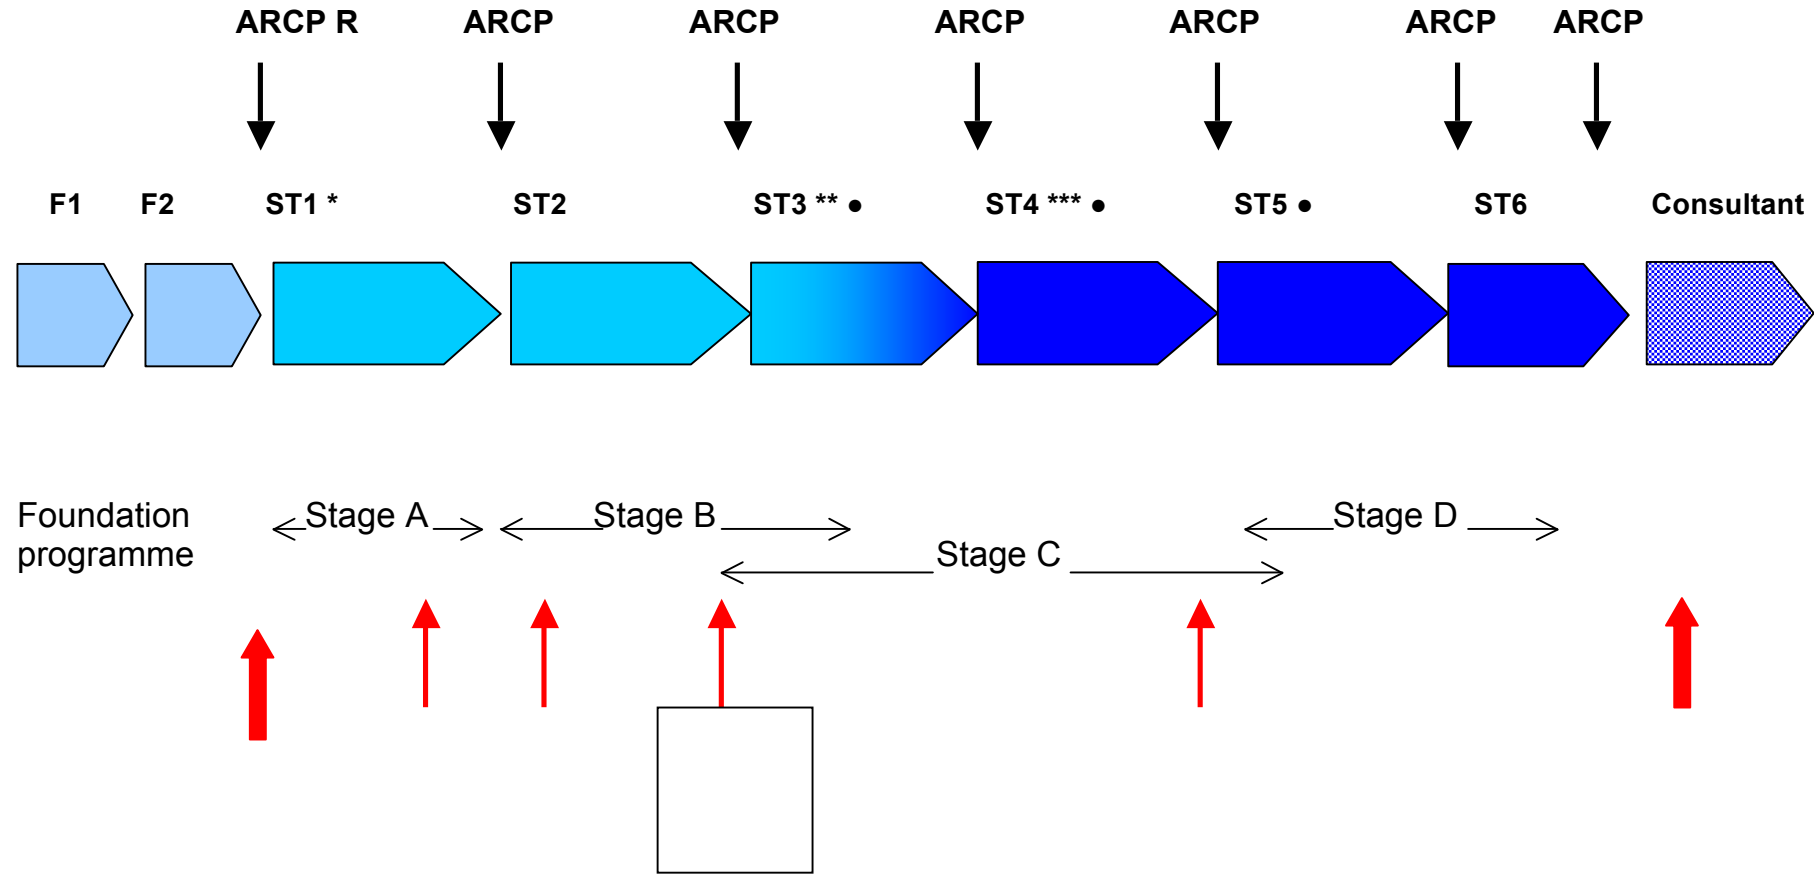 ARCP R ARCP ARCP ARCP ARCP ARCP ARCP
F1 F2 ST1 * ST2 ST3 ** ● ST4 *** ● ST5 ● ST6 Consultant
Foundation
programme
Stage A Stage B Stage D
Stage C